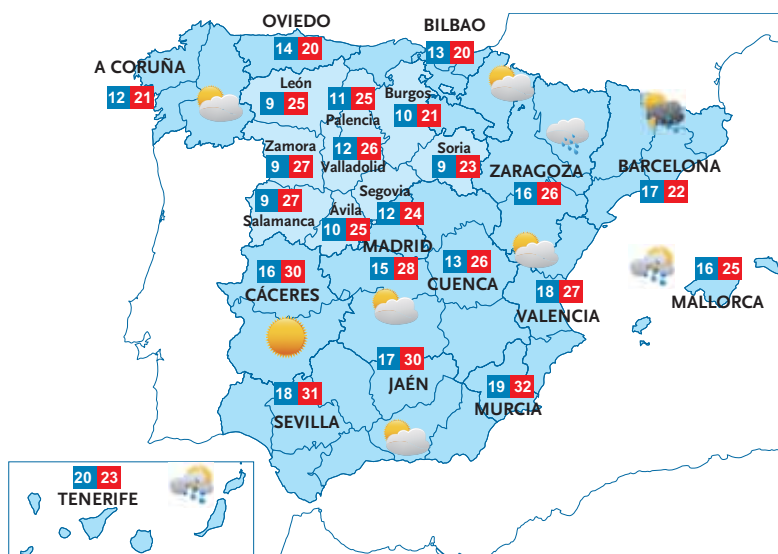 OVIEDO
14 20
BILBAO
13 20
A CORUÑA
12 21
León
9 25
11 25
Palencia
Burgos
10 21
Zamora
9 27
12 26
Valladolid
Soria
9 23
ZARAGOZA
16 26
BARCELONA
17 22
9 27
Salamanca
Segovia
12 24
Ávila
10 25
MADRID
15 28
13 26
CUENCA
16 30
CÁCERES
18 27
VALENCIA
16 25
MALLORCA
17 30
JAÉN
18 31
SEVILLA
19 32
MURCIA
20 23
TENERIFE